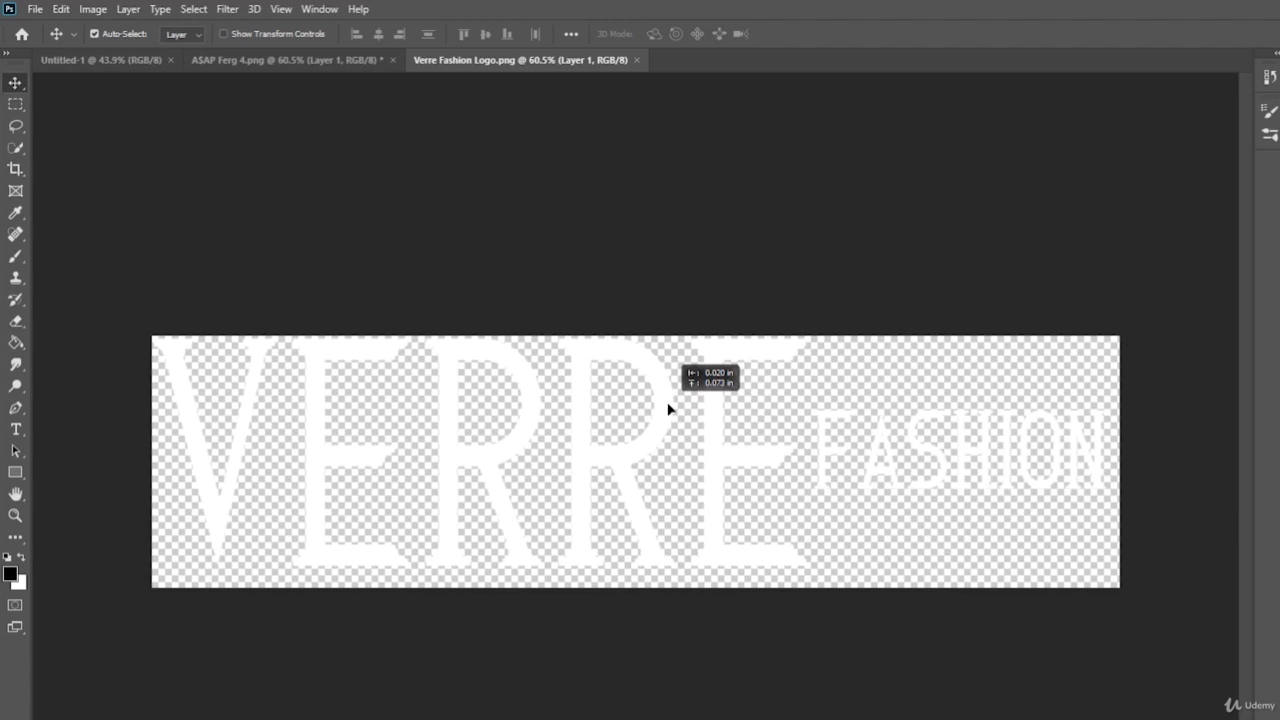 Ps File Edit Image Layer Type Select Filter 3D View Window Help
Auto-Select: Layer Show Transform Controls 3D Mode:
Untitled-1 @ 43.9% (RGB/8) × A$AP Ferg 4.png @ 60.5% (Layer 1, RGB/8) * × Verre Fashion Logo.png @ 60.5% (Layer 1, RGB/8) ×
VERRE FASHION
0.020 in
0.073 in
Udemy